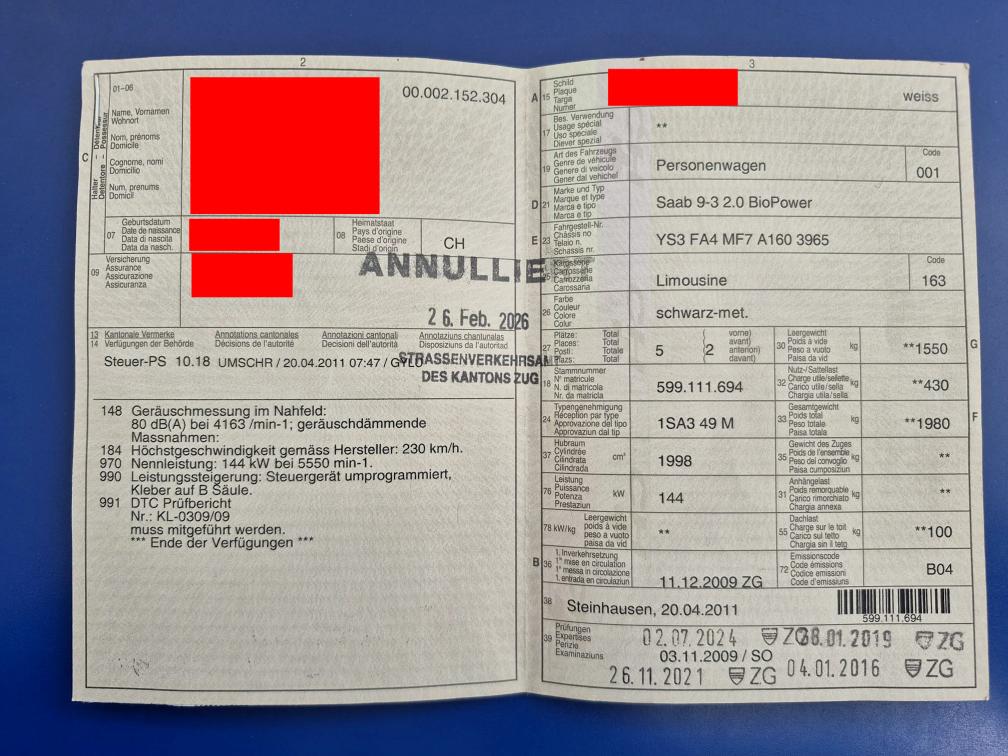 2
01-06
00.002.152.304
Name, Vornamen
Wohnort
Nom, prénoms
Domicile
Cognome, nomi
Domicilio
Num, prenums
Domicil
C
Halter Détenteur
Detentore Possessur
07
Geburtsdatum
Date de naissance
Data di nascita
Data da nasch.
08
Heimatstaat
Pays d'origine
Paese d'origine
Stadi d'origin
CH
09
Versicherung
Assurance
Assicurazione
Assicuranza
ANNULLIE
26. Feb. 2026
STRASSENVERKEHRSAM
DES KANTONS ZUG
13 Kantonale Vermerke Annotations cantonales Annotazioni cantonali Annotaziuns chantunalas
14 Verfügungen der Behörde Décisions de l'autorité Decisioni dell'autorità Disposiziuns da l'autoritad
Steuer-PS 10.18 UMSCHR / 20.04.2011 07:47 /
148 Geräuschmessung im Nahfeld:
80 dB(A) bei 4163 /min-1; geräuschdämmende
Massnahmen:
184 Höchstgeschwindigkeit gemäss Hersteller: 230 km/h.
970 Nennleistung: 144 kW bei 5550 min-1.
990 Leistungssteigerung: Steuergerät umprogrammiert,
Kleber auf B Säule.
991 DTC Prüfbericht
Nr.: KL-0309/09
muss mitgeführt werden.
*** Ende der Verfügungen ***
3
A 15
Schild
Plaque
Targa
Numer
weiss
17
Bes. Verwendung
Usage spécial
Uso speciale
Diever spezial
**
19
Art des Fahrzeugs
Genre de véhicule
Genere di veicolo
Gener dal vehichel
Personenwagen
Code
001
D 21
Marke und Typ
Marque et type
Marca e tipo
Marca e tip
Saab 9-3 2.0 BioPower
E 23
Fahrgestell-Nr.
Châssis no
Telaio n.
Schassis nr.
YS3 FA4 MF7 A160 3965
25
Karosserie
Carrosserie
Carrozzeria
Carossaria
Limousine
Code
163
26
Farbe
Couleur
Colore
Colur
schwarz-met.
27
Plätze: Total
Places: Total
Posti: Totale
Plazs: Total
5 (2
vorne)
avant)
anteriori)
davant)
30
Leergewicht
Poids à vide
Peso a vuoto
Paisa da vid
kg
**1550
G
18
Stammnummer
N° matricule
N. di matricola
Nr. da matricla
599.111.694
32
Nutz-/Sattellast
Charge utile/sellette
Carico utile/sella
Chargia utila/sella
kg
**430
24
Typengenehmigung
Réception par type
Approvazione del tipo
Approvaziun dal tip
1SA3 49 M
33
Gesamtgewicht
Poids total
Peso totale
Paisa totala
kg
**1980
F
37
Hubraum
Cylindrée
Cilindrata
Cilindrada
cm³
1998
35
Gewicht des Zuges
Poids de l'ensemble
Peso del convoglio
Paisa cumposiziun
kg
**
76
Leistung
Puissance
Potenza
Prestaziun
kW
144
31
Anhängelast
Poids remorquable
Carico rimorchiato
Chargia annexa
kg
**
78 kW/kg
Leergewicht
poids à vide
peso a vuoto
paisa da vid
**
55
Dachlast
Charge sur le toit
Carico sul tetto
Chargia sin il tetg
kg
**100
B 36
1. Inverkehrsetzung
1re mise en circulation
1a messa in circolazione
1. entrada en circulaziun
11.12.2009 ZG
72
Emissionscode
Code émissions
Codice emissioni
Code d'emissiuns
B04
38
Steinhausen, 20.04.2011
599.111.694
39
Prüfungen
Expertises
Perizie
Examinaziuns
02.07.2024 ZG
08.01.2019 ZG
03.11.2009 / SO
26.11.2021 ZG
04.01.2016 ZG